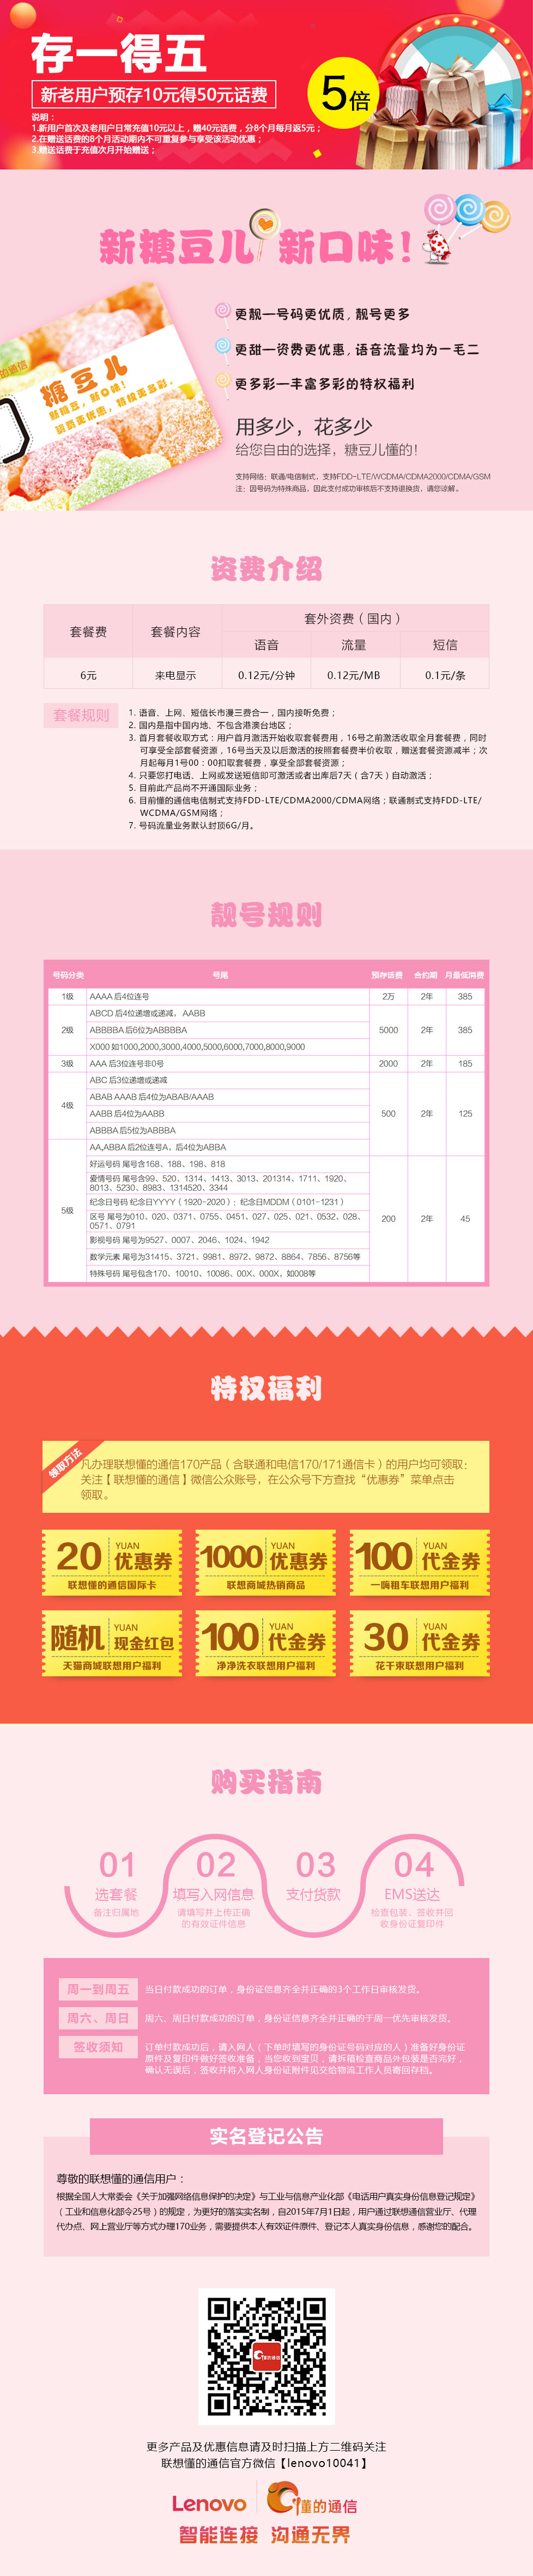 存一得五
新老用户预存10元得50元话费
5倍
说明：
1.新用户首次及老用户日常充值10元以上，赠40元话费，分8个月每月返5元；
2.在赠送话费的8个月活动期内不可重复参与享受该活动优惠；
3.赠送话费于充值次月开始赠送；
新糖豆儿 新口味！
的通信
糖豆儿
更靓—号码更优质，靓号更多
更甜—资费更优惠，语音流量均为一毛二
更多彩—丰富多彩的特权福利
用多少，花多少
给您自由的选择，糖豆儿懂的！
支持网络：联通/电信制式，支持FDD-LTE/WCDMA/CDMA2000/CDMA/GSM
注：因号码为特殊商品，因此支付成功审核后不支持退换货，请您谅解。
资费介绍
套餐费 套餐内容 套外资费（国内）
语音 流量 短信
6元 来电显示 0.12元/分钟 0.12元/MB 0.1元/条
套餐规则
1. 语音、上网、短信长市漫三费合一，国内接听免费；
2. 国内是指中国内地、不包含港澳台地区；
3. 首月套餐收取方式：用户首月激活开始收取套餐费用，16号之前激活收取全月套餐费，同时
可享受全部套餐资源，16号当天及以后激活的按照套餐费半价收取，赠送套餐资源减半；次
月起每月1号00：00扣取套餐费，享受全部套餐资源；
4. 只要您打电话、上网或发送短信即可激活或者出库后7天（含7天）自动激活；
5. 目前此产品尚不开通国际业务；
6. 目前懂的通信电信制式支持FDD-LTE/CDMA2000/CDMA网络；联通制式支持FDD-LTE/
WCDMA/GSM网络；
7. 号码流量业务默认封顶6G/月。
靓号规则
号码分类 号尾 预存话费 合约期 月最低消费
1级 AAAA 后4位连号 2万 2年 385
ABCD 后4位递增或递减， AABB
2级 ABBBBA 后6位为ABBBBA 5000 2年 385
X000 如1000,2000,3000,4000,5000,6000,7000,8000,9000
3级 AAA 后3位连号非0号 2000 2年 185
ABC 后3位递增或递减
ABAB AAAB 后4位为ABAB/AAAB
4级 AABB 后4位为AABB 500 2年 125
ABBBA 后5位为ABBBA
AA,ABBA 后2位连号A，后4位为ABBA
好运号码 尾号含168、188、198、818
爱情号码 尾号含99、520、1314、1413、3013、201314、1711、1920、
8013、5230、8983、1314520、3344
纪念日号码 纪念日YYYY（1920-2020）；纪念日MDDM（0101-1231）
5级 区号 尾号为010、020、0371、0755、0451、027、025、021、0532、028、 200 2年 45
0571、0791
影视号码 尾号为9527、0007、2046、1024、1942
数学元素 尾号为31415、3721、9981、8972、9872、8864、7856、8756等
特殊号码 尾号包含170、10010、10086、00X、000X，如008等
特权福利
领取方法
凡办理联想懂的通信170产品（含联通和电信170/171通信卡）的用户均可领取：
关注【联想懂的通信】微信公众账号，在公众号下方查找“优惠券”菜单点击
领取。
20 YUAN 优惠券
联想懂的通信国际卡
1000 YUAN 优惠券
联想商城热销商品
100 YUAN 代金券
一嗨租车联想用户福利
随机 YUAN 现金红包
天猫商城联想用户福利
100 YUAN 代金券
净净洗衣联想用户福利
30 YUAN 代金券
花千束联想用户福利
购买指南
01 02 03 04
选套餐 填写入网信息 支付货款 EMS送达
备注归属地 请填写并上传正确 检查包装、签收并回
的有效证件信息 收身份证复印件
周一到周五 当日付款成功的订单，身份证信息齐全并正确的3个工作日审核发货。
周六、周日 周六、周日付款成功的订单，身份证信息齐全并正确的于周一优先审核发货。
签收须知 订单付款成功后，请入网人（下单时填写的身份证号码对应的人）准备好身份证
原件及复印件做好签收准备，当您收到宝贝，请拆箱检查商品外包装是否完好，
确认无误后，签收并将入网人身份证附件见交给物流工作人员寄回存档。
实名登记公告
尊敬的联想懂的通信用户：
根据全国人大常委会《关于加强网络信息保护的决定》与工业与信息产业化部《电话用户真实身份信息登记规定》
（工业和信息化部令25号）的规定，为更好的落实实名制，自2015年7月1日起，用户通过联想通信营业厅、代理
代办点、网上营业厅等方式办理170业务，需要提供本人有效证件原件、登记本人真实身份信息，感谢您的配合。
懂的通信
更多产品及优惠信息请及时扫描上方二维码关注
联想懂的通信官方微信【lenovo10041】
Lenovo 懂的通信
智能连接 沟通无界